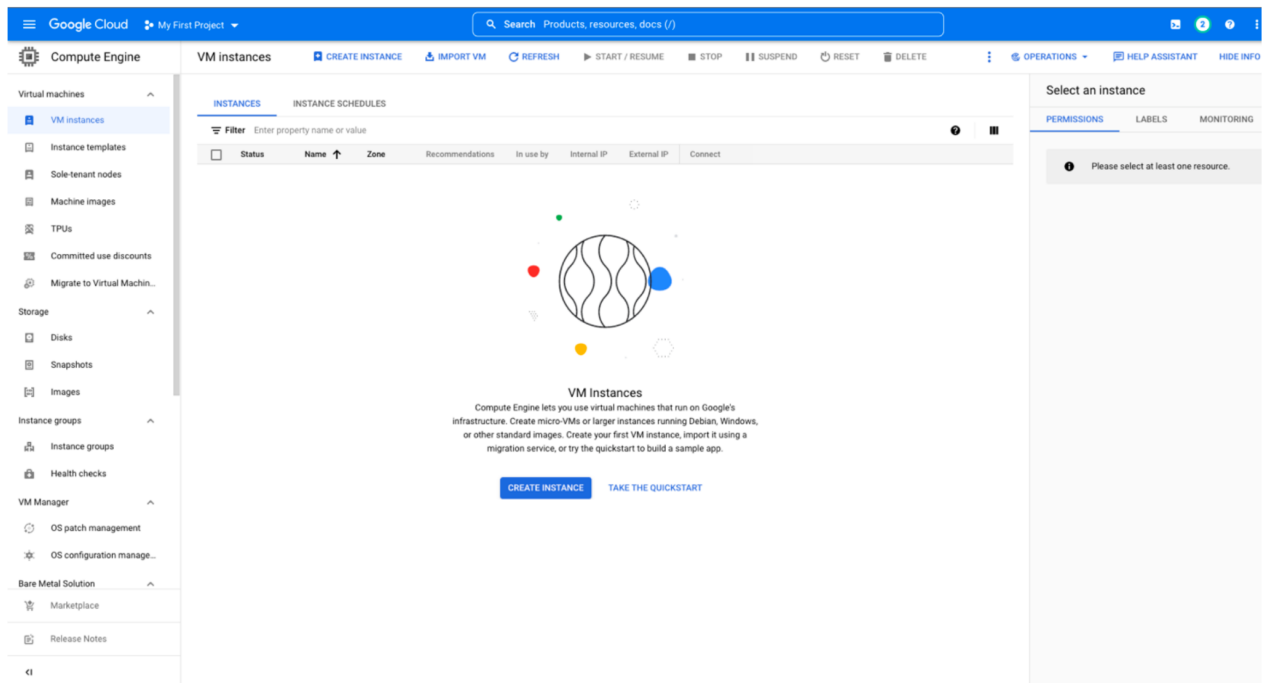 Google Cloud My First Project Search Products, resources, docs (/) 2
Compute Engine
VM instances CREATE INSTANCE IMPORT VM REFRESH START / RESUME STOP SUSPEND RESET DELETE OPERATIONS HELP ASSISTANT HIDE INFO
Virtual machines
VM instances
Instance templates
Sole-tenant nodes
Machine images
TPUs
Committed use discounts
Migrate to Virtual Machin...
Storage
Disks
Snapshots
Images
Instance groups
Instance groups
Health checks
VM Manager
OS patch management
OS configuration manage...
Bare Metal Solution
Marketplace
Release Notes
INSTANCES INSTANCE SCHEDULES
Filter Enter property name or value
Status Name Zone Recommendations In use by Internal IP External IP Connect
VM Instances
Compute Engine lets you use virtual machines that run on Google's
infrastructure. Create micro-VMs or larger instances running Debian, Windows,
or other standard images. Create your first VM instance, import it using a
migration service, or try the quickstart to build a sample app.
CREATE INSTANCE TAKE THE QUICKSTART
Select an instance
PERMISSIONS LABELS MONITORING
Please select at least one resource.